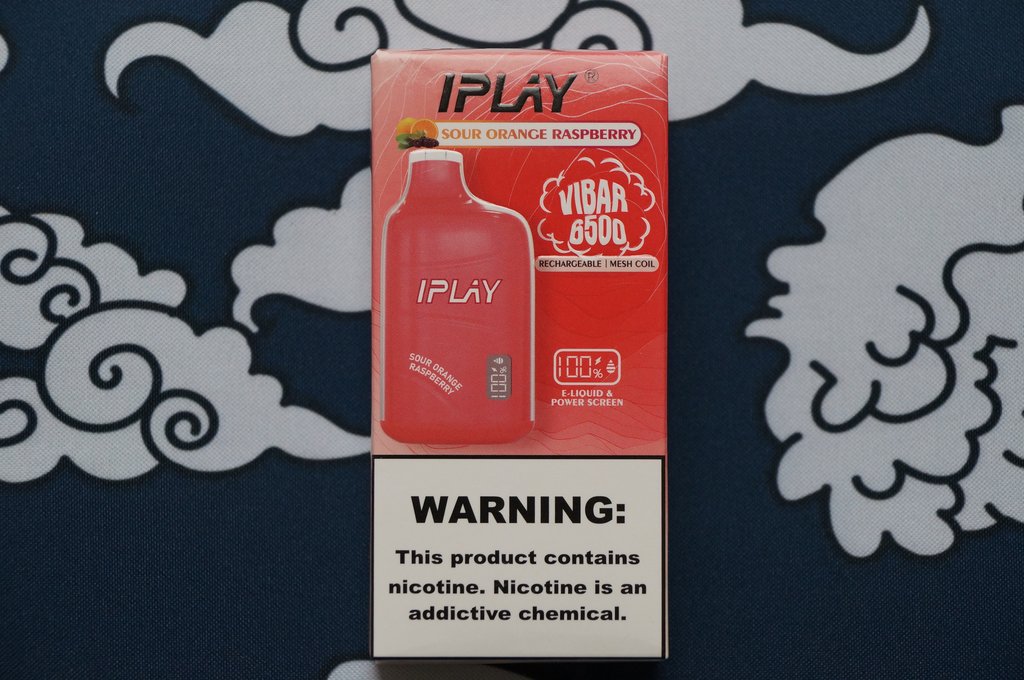 IPLAY®
SOUR ORANGE RASPBERRY
VIBAR
6500
RECHARGEABLE | MESH COIL
IPLAY
SOUR ORANGE
RASPBERRY
100%
100%
E-LIQUID &
POWER SCREEN
WARNING:
This product contains
nicotine. Nicotine is an
addictive chemical.